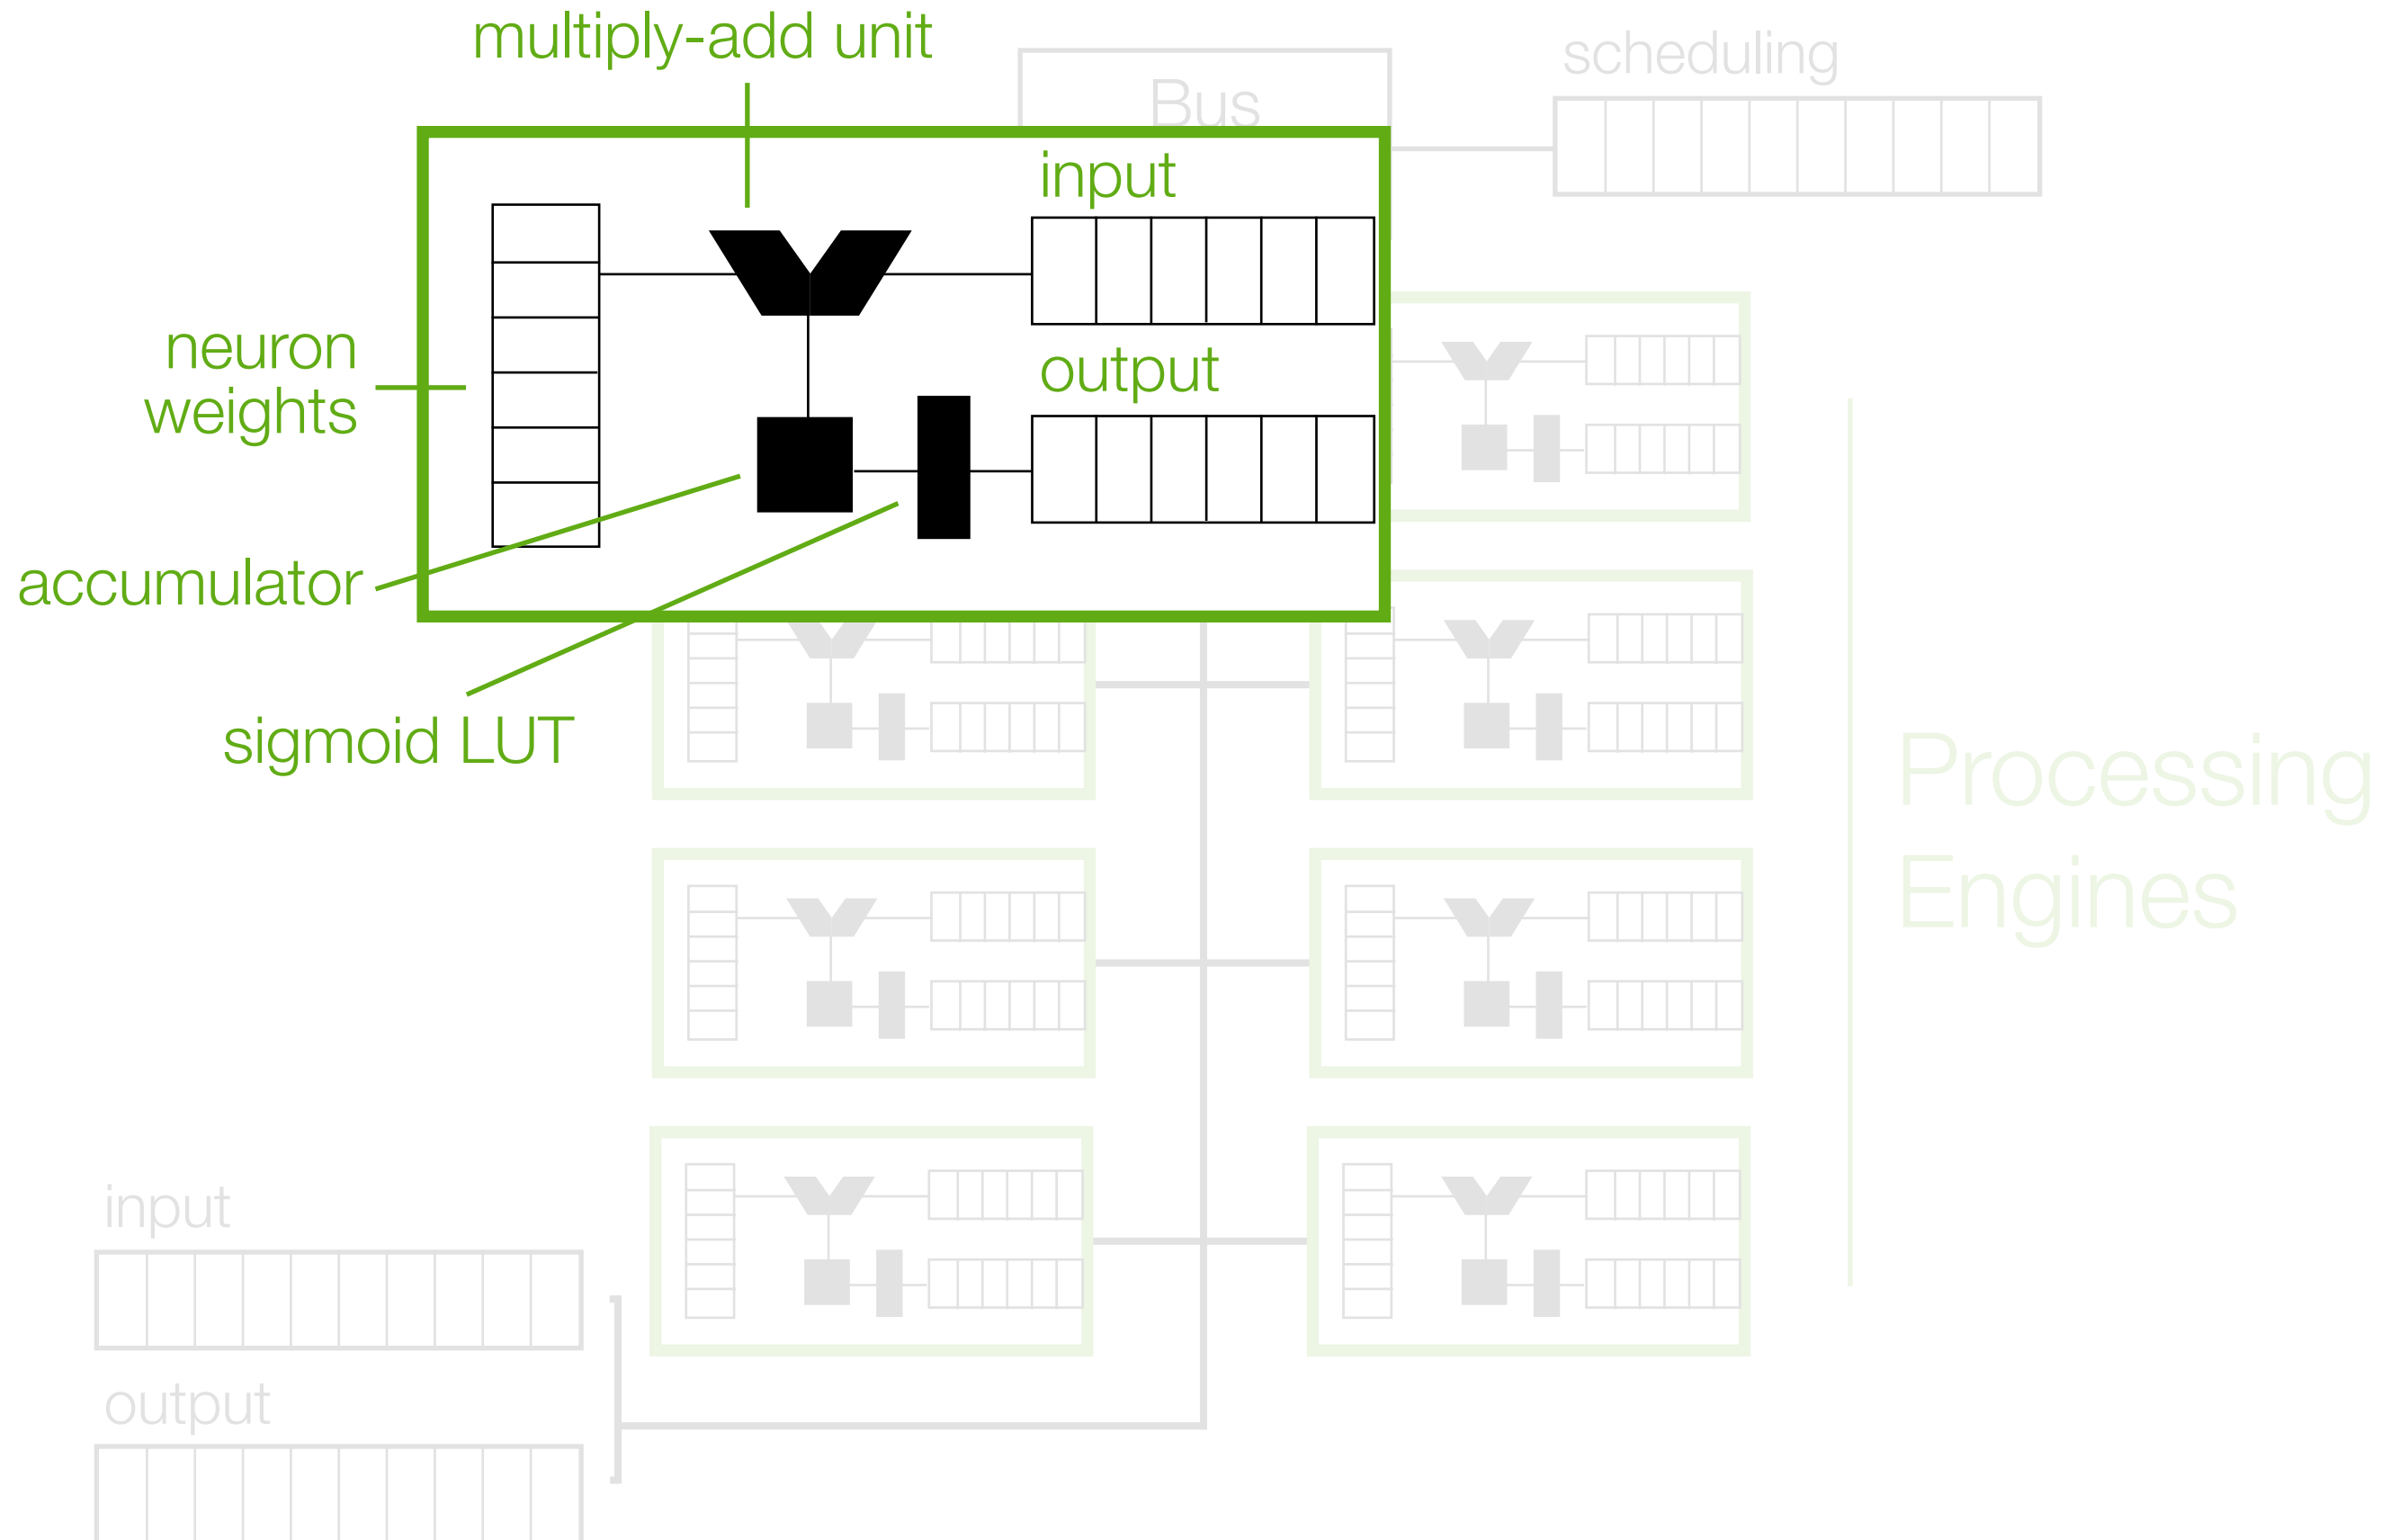 multiply-add unit
Bus
scheduling
input
neuron
weights
output
accumulator
sigmoid LUT
Processing
Engines
input
output